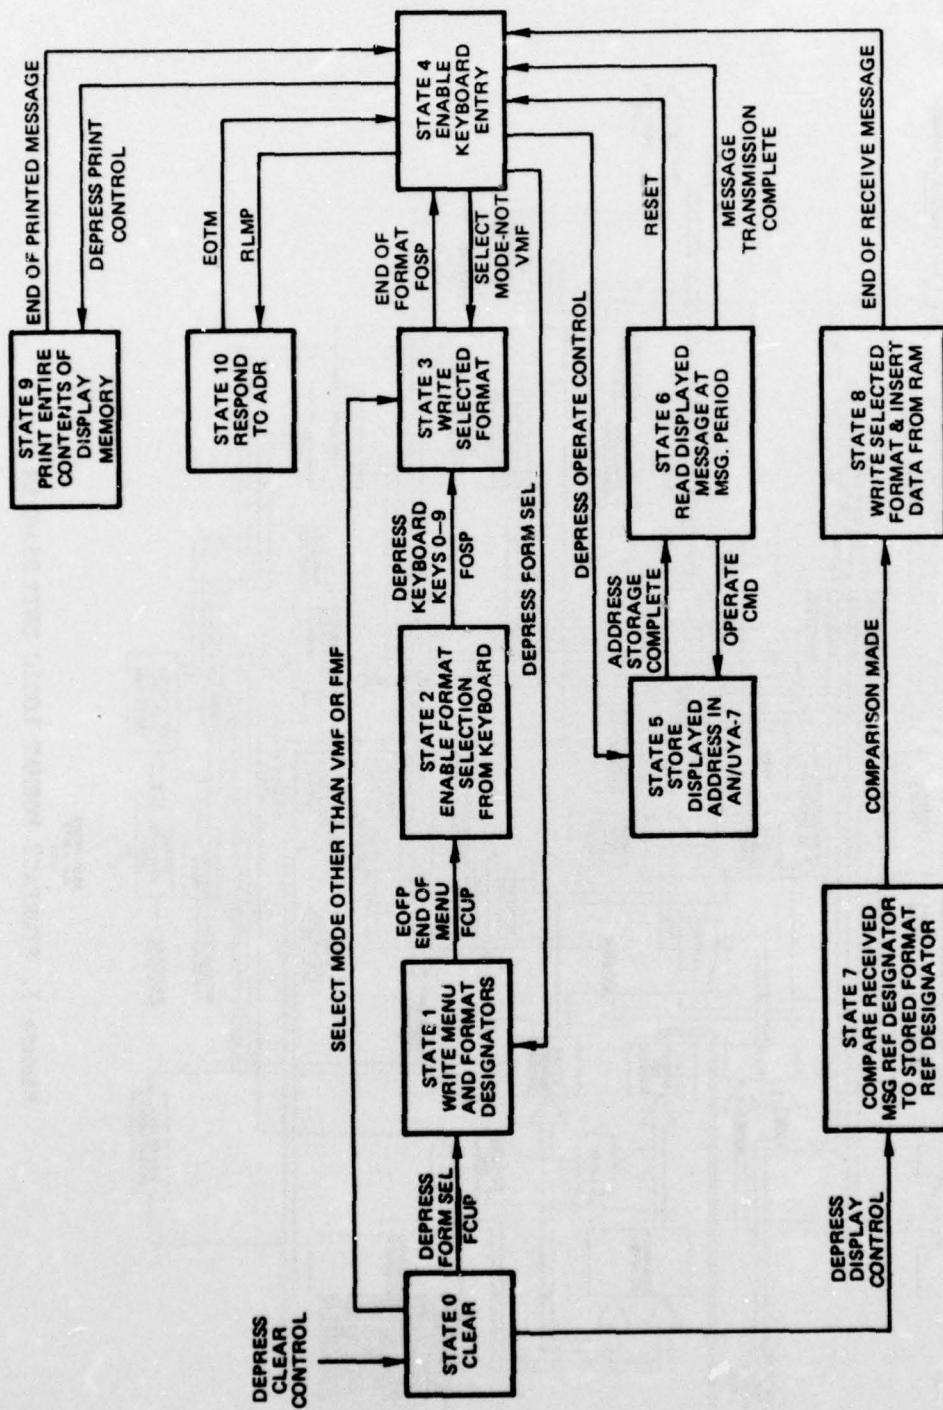 STATE 9
PRINT ENTIRE
CONTENTS OF
DISPLAY
MEMORY
END OF PRINTED MESSAGE
DEPRESS PRINT
CONTROL
STATE 10
RESPOND
TO ADR
EOTM
RLMP
STATE 4
ENABLE
KEYBOARD
ENTRY
SELECT MODE OTHER THAN VMF OR FMF
DEPRESS
CLEAR
CONTROL
STATE 0
CLEAR
DEPRESS
FORM SEL
FCUP
STATE 1
WRITE MENU
AND FORMAT
DESIGNATORS
EOFP
END OF
MENU
FCUP
STATE 2
ENABLE FORMAT
SELECTION
FROM KEYBOARD
DEPRESS
KEYBOARD
KEYS 0–9
FOSP
STATE 3
WRITE
SELECTED
FORMAT
END OF
FORMAT
FOSP
SELECT
MODE-NOT
VMF
DEPRESS FORM SEL
DEPRESS OPERATE CONTROL
STATE 5
STORE
DISPLAYED
ADDRESS IN
AN/UYA-7
ADDRESS
STORAGE
COMPLETE
OPERATE
CMD
STATE 6
READ DISPLAYED
MESSAGE AT
MSG. PERIOD
RESET
MESSAGE
TRANSMISSION
COMPLETE
DEPRESS
DISPLAY
CONTROL
STATE 7
COMPARE RECEIVED
MSG REF DESIGNATOR
TO STORED FORMAT
REF DESIGNATOR
COMPARISON MADE
STATE 8
WRITE SELECTED
FORMAT & INSERT
DATA FROM RAM
END OF RECEIVE MESSAGE